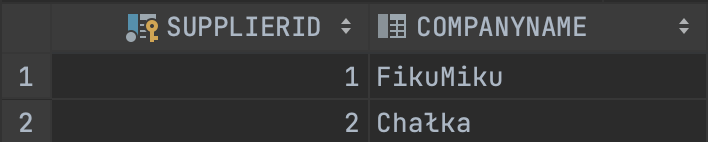 SUPPLIERID COMPANYNAME
1 1 FikuMiku
2 2 Chałka